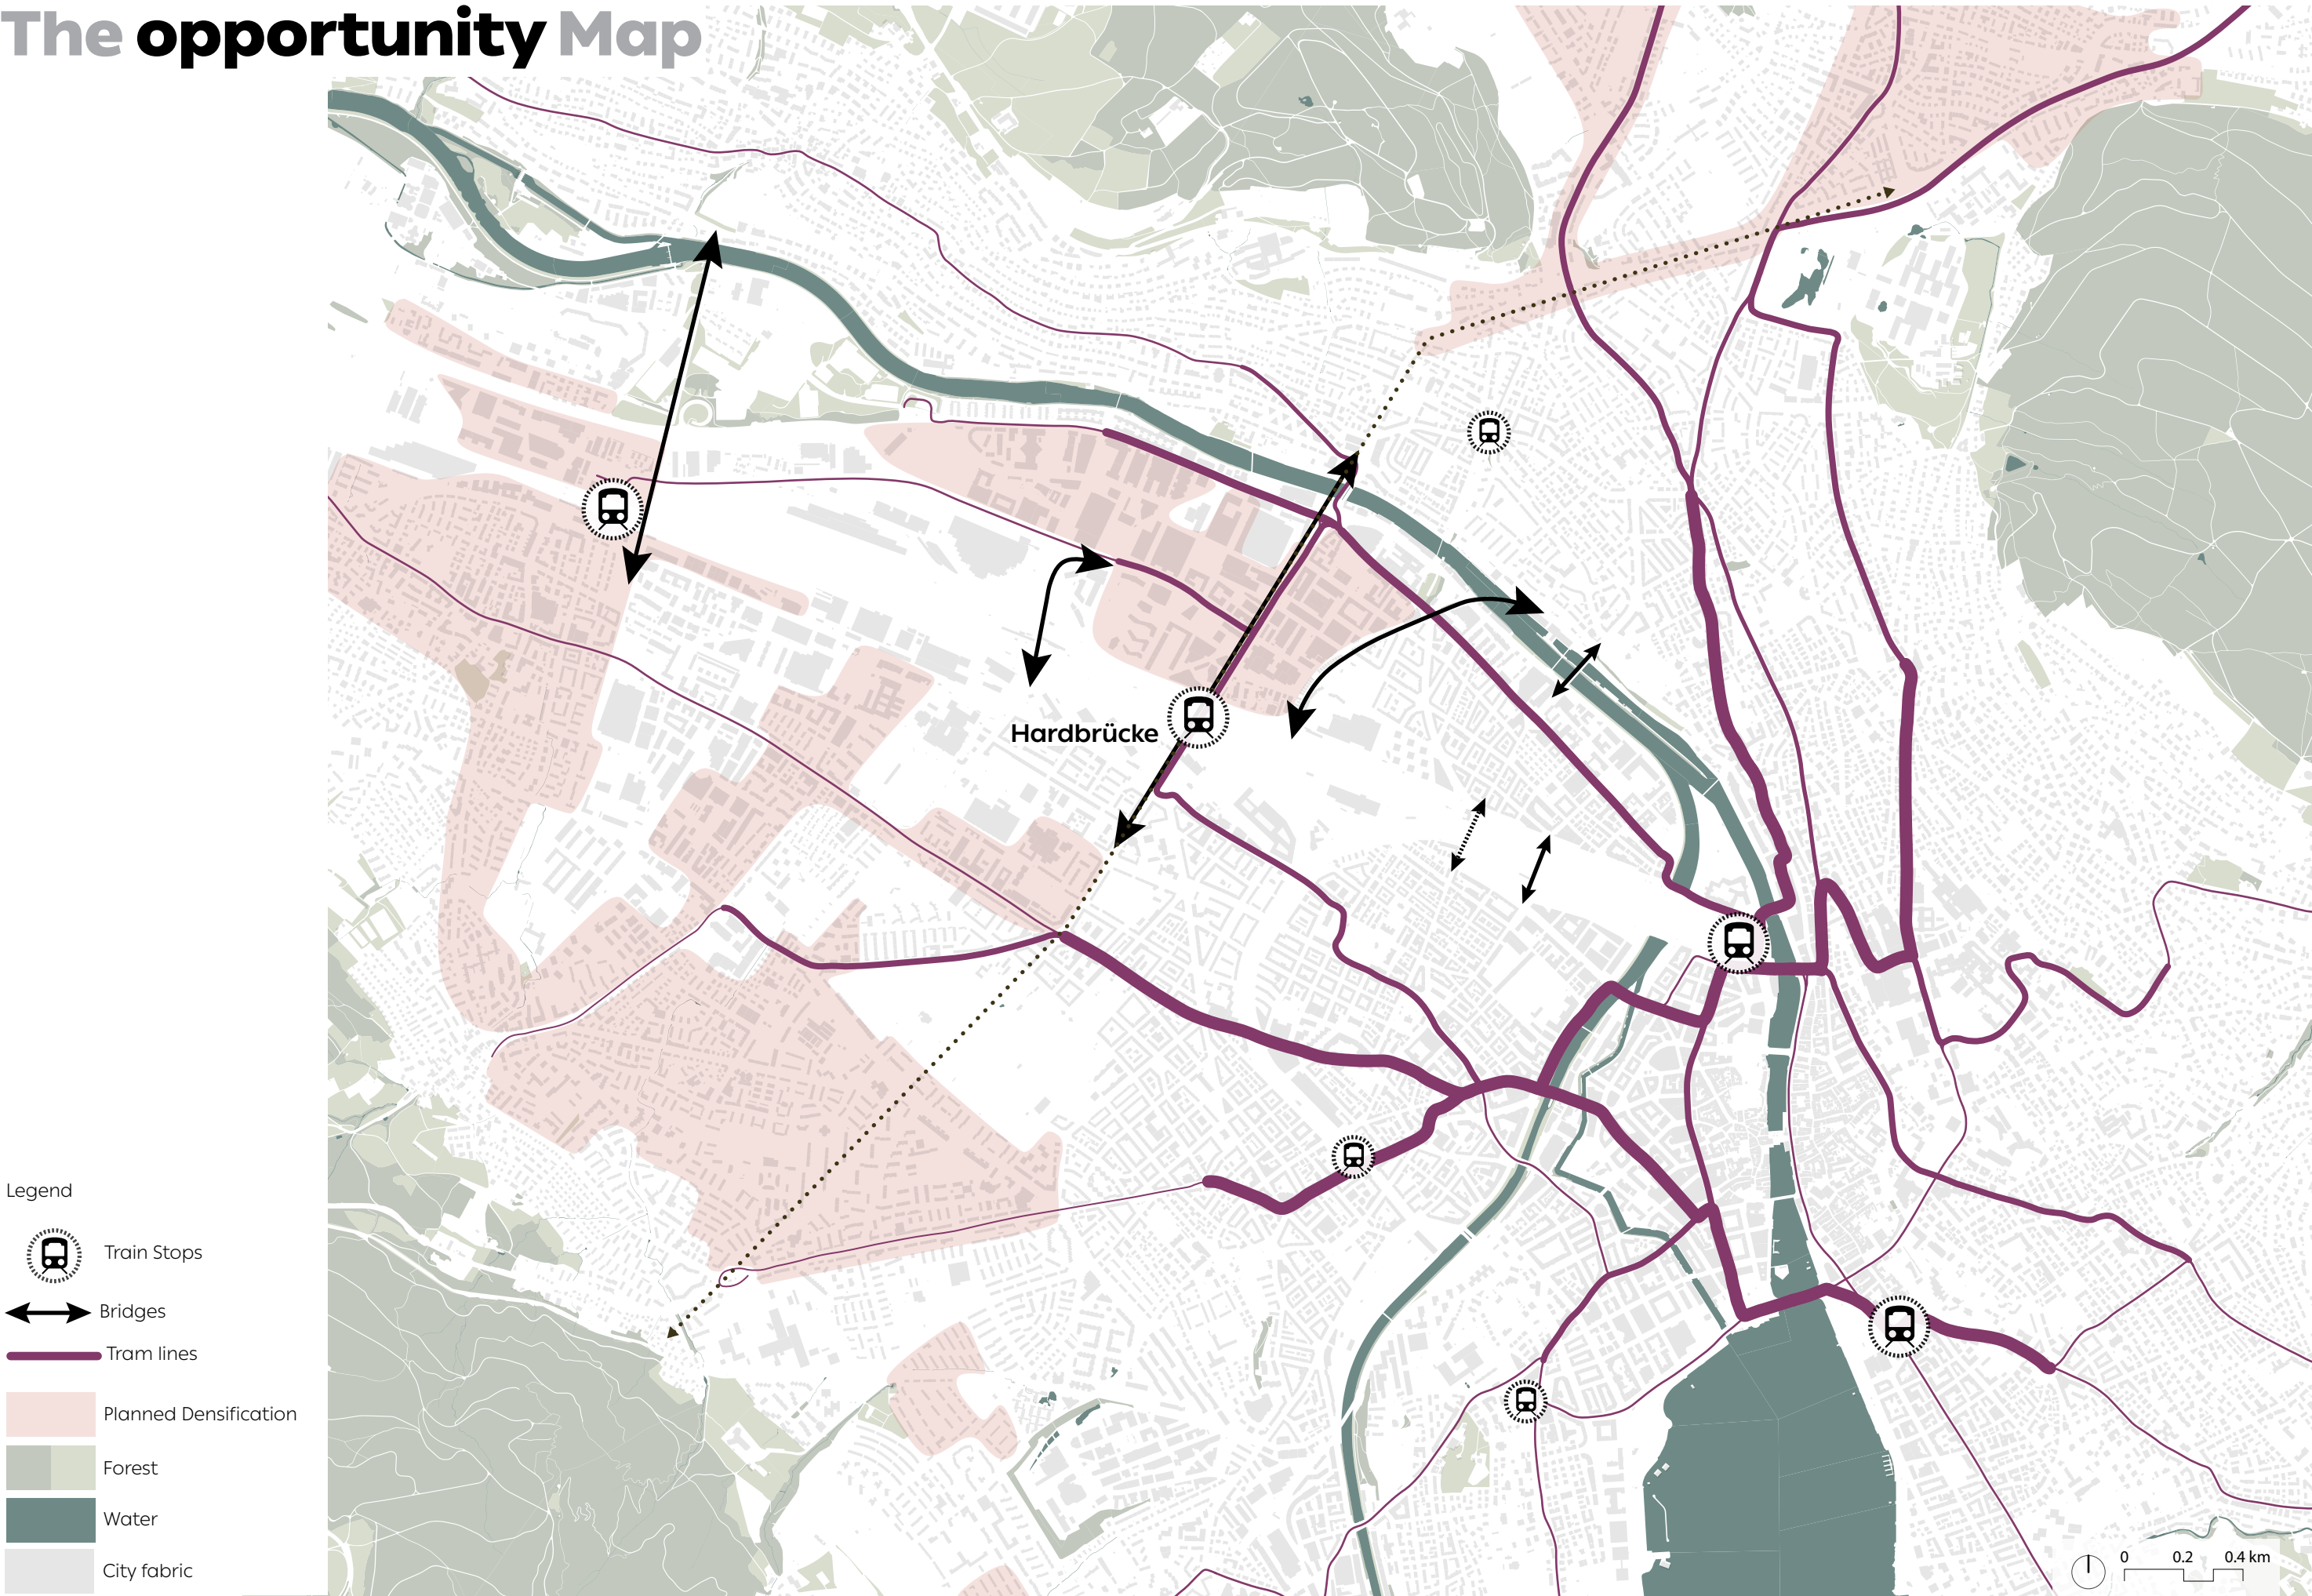 The opportunity Map
Hardbrücke
Legend
Train Stops
Bridges
Tram lines
Planned Densification
Forest
Water
City fabric
0 0.2 0.4 km